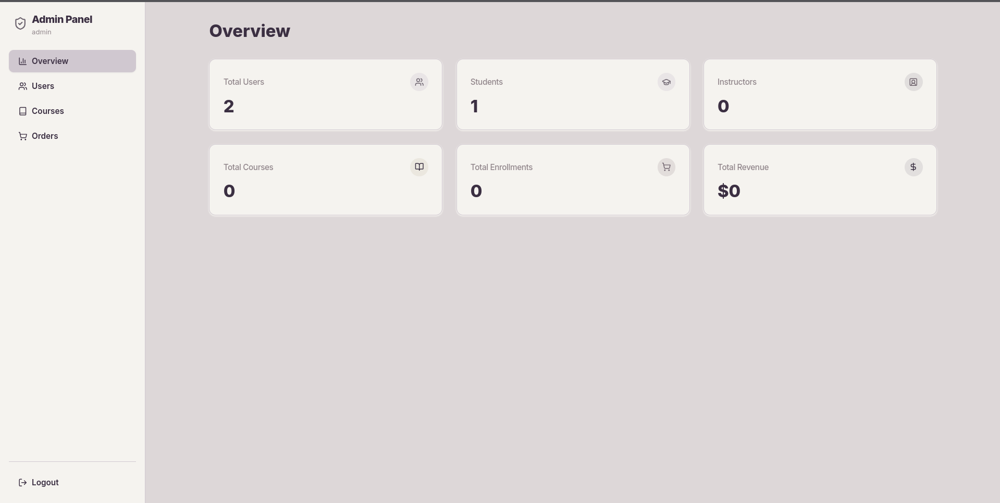 Admin Panel
admin
Overview
Users
Courses
Orders
Logout
Overview
Total Users
2
Students
1
Instructors
0
Total Courses
0
Total Enrollments
0
Total Revenue
$0